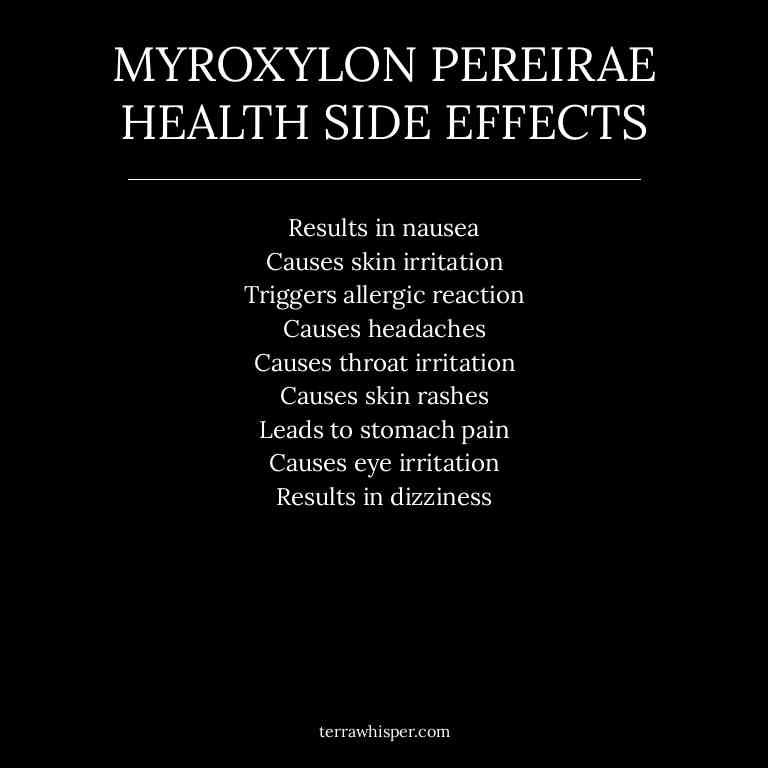 MYROXYLON PEREIRAE
HEALTH SIDE EFFECTS
Results in nausea
Causes skin irritation
Triggers allergic reaction
Causes headaches
Causes throat irritation
Causes skin rashes
Leads to stomach pain
Causes eye irritation
Results in dizziness
terrawhisper.com